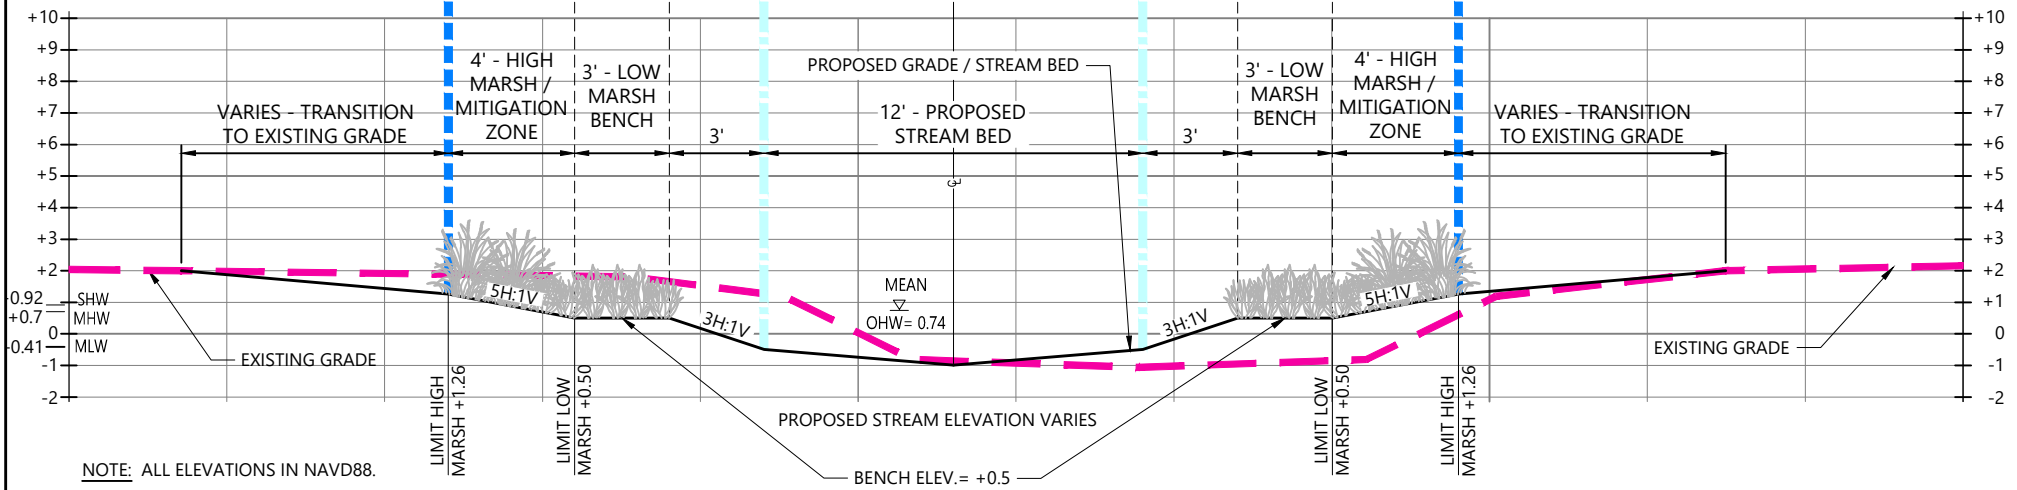 +10
+9
+8
+7
+6
+5
+4
+3
+2
+1
0
-1
-2
0.92 SHW
+0.7 MHW
0.41 MLW
VARIES - TRANSITION
TO EXISTING GRADE
4' - HIGH
MARSH /
MITIGATION
ZONE
3' - LOW
MARSH
BENCH
3'
PROPOSED GRADE / STREAM BED
12' - PROPOSED
STREAM BED
3'
3' - LOW
MARSH
BENCH
4' - HIGH
MARSH /
MITIGATION
ZONE
VARIES - TRANSITION
TO EXISTING GRADE
+10
+9
+8
+7
+6
+5
+4
+3
+2
+1
0
-1
-2
5H:1V
3H:1V
MEAN
OHW= 0.74
3H:1V
5H:1V
EXISTING GRADE
EXISTING GRADE
LIMIT HIGH
MARSH +1.26
LIMIT LOW
MARSH +0.50
PROPOSED STREAM ELEVATION VARIES
LIMIT LOW
MARSH +0.50
LIMIT HIGH
MARSH +1.26
BENCH ELEV.= +0.5
NOTE: ALL ELEVATIONS IN NAVD88.